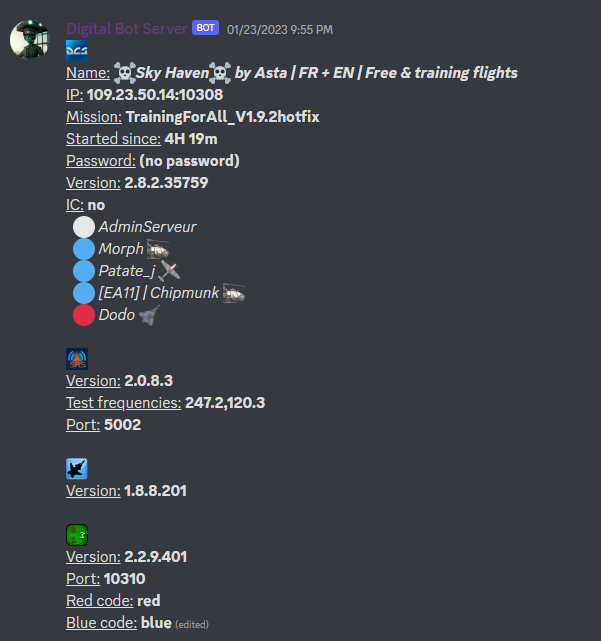 Digital Bot Server BOT 01/23/2023 9:55 PM
DCS
Name: Sky Haven by Asta | FR + EN | Free & training flights
IP: 109.23.50.14:10308
Mission: TrainingForAll_V1.9.2hotfix
Started since: 4H 19m
Password: (no password)
Version: 2.8.2.35759
IC: no
AdminServeur
Morph
Patate_j
[EA11] | Chipmunk
Dodo
SRS
Version: 2.0.8.3
Test frequencies: 247.2,120.3
Port: 5002
Version: 1.8.8.201
Version: 2.2.9.401
Port: 10310
Red code: red
Blue code: blue (edited)